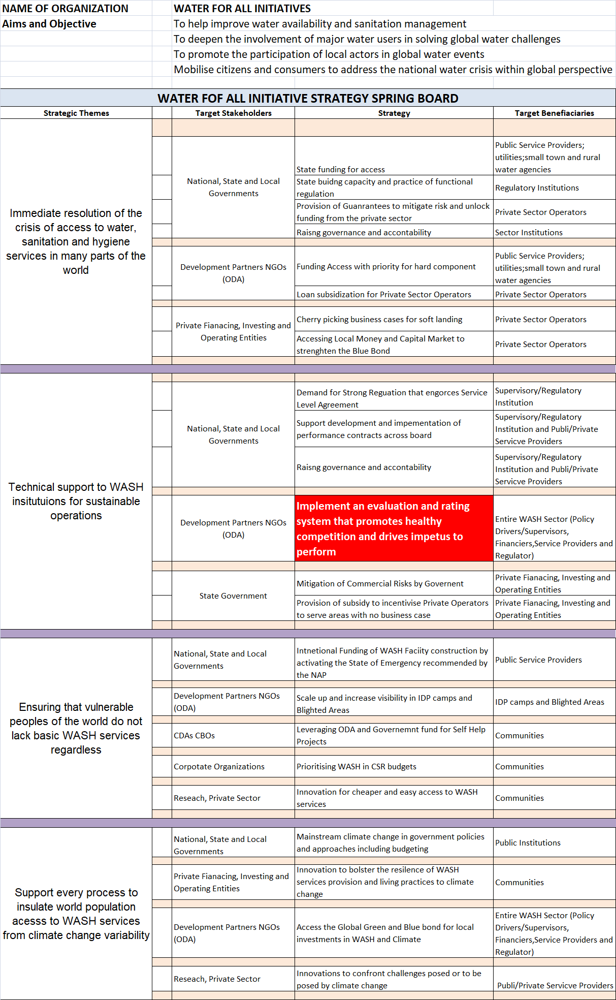 NAME OF ORGANIZATION
WATER FOR ALL INITIATIVES
Aims and Objective
To help improve water availability and sanitation management
To deepen the involvement of major water users in solving global water challenges
To promote the participation of local actors in global water events
Mobilise citizens and consumers to address the national water crisis within global perspective
WATER FOF ALL INITIATIVE STRATEGY SPRING BOARD
Strategic Themes
Target Stakeholders
Strategy
Target Benefiaciaries
Immediate resolution of the
crisis of access to water,
sanitation and hygiene
services in many parts of the
world
National, State and Local
Governments
State funding for access
Public Service Providers;
utilities;small town and rural
water agencies
State buidng capacity and practice of functional
regulation
Regulatory Institutions
Provision of Guanrantees to mitigate risk and unlock
funding from the private sector
Private Sector Operators
Raisng governance and accontability
Sector Institutions
Development Partners NGOs
(ODA)
Funding Access with priority for hard component
Public Service Providers;
utilities;small town and rural
water agencies
Loan subsidization for Private Sector Operators
Private Sector Operators
Private Fianacing, Investing and
Operating Entities
Cherry picking business cases for soft landing
Private Sector Operators
Accessing Local Money and Capital Market to
strenghten the Blue Bond
Private Sector Operators
Technical support to WASH
insitutuions for sustainable
operations
National, State and Local
Governments
Demand for Strong Reguation that engorces Service
Level Agreement
Supervisory/Regulatory
Institution
Support development and impementation of
performance contracts across board
Supervisory/Regulatory
Institution and Publi/Private
Servicve Providers
Raisng governance and accontability
Supervisory/Regulatory
Institution and Publi/Private
Servicve Providers
Development Partners NGOs
(ODA)
Implement an evaluation and rating
system that promotes healthy
competition and drives impetus to
perform
Entire WASH Sector (Policy
Drivers/Supervisors,
Financiers,Service Providers and
Regulator)
State Government
Mitigation of Commercial Risks by Governent
Private Fianacing, Investing and
Operating Entities
Provision of subsidy to incentivise Private Operators
to serve areas with no business case
Private Fianacing, Investing and
Operating Entities
Ensuring that vulnerable
peoples of the world do not
lack basic WASH services
regardless
National, State and Local
Governments
Intnetional Funding of WASH Faciity construction by
activating the State of Emergency recommended by
the NAP
Public Service Providers
Development Partners NGOs
(ODA)
Scale up and increase visibility in IDP camps and
Blighted Areas
IDP camps and Blighted Areas
CDAs CBOs
Leveraging ODA and Governemnt fund for Self Help
Projects
Communities
Corpotate Organizations
Prioritising WASH in CSR budgets
Communities
Reseach, Private Sector
Innovation for cheaper and easy access to WASH
services
Communities
Support every process to
insulate world population
acesss to WASH services
from climate change variability
National, State and Local
Governments
Mainstream climate change in government policies
and approaches including budgeting
Public Institutions
Private Fianacing, Investing and
Operating Entities
Innovation to bolster the resilence of WASH
services provision and living practices to climate
change
Communities
Development Partners NGOs
(ODA)
Access the Global Green and Blue bond for local
investments in WASH and Climate
Entire WASH Sector (Policy
Drivers/Supervisors,
Financiers,Service Providers and
Regulator)
Reseach, Private Sector
Innovations to confront challenges posed or to be
posed by climate change
Publi/Private Servicve Providers